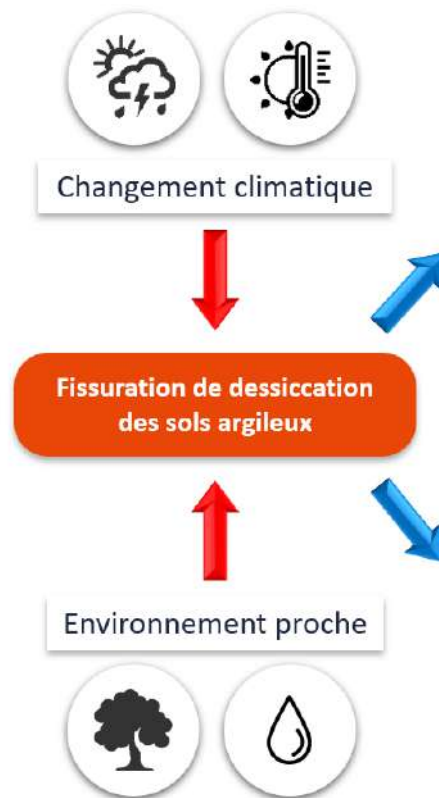 Changement climatique
Fissuration de dessiccation
des sols argileux
Environnement proche